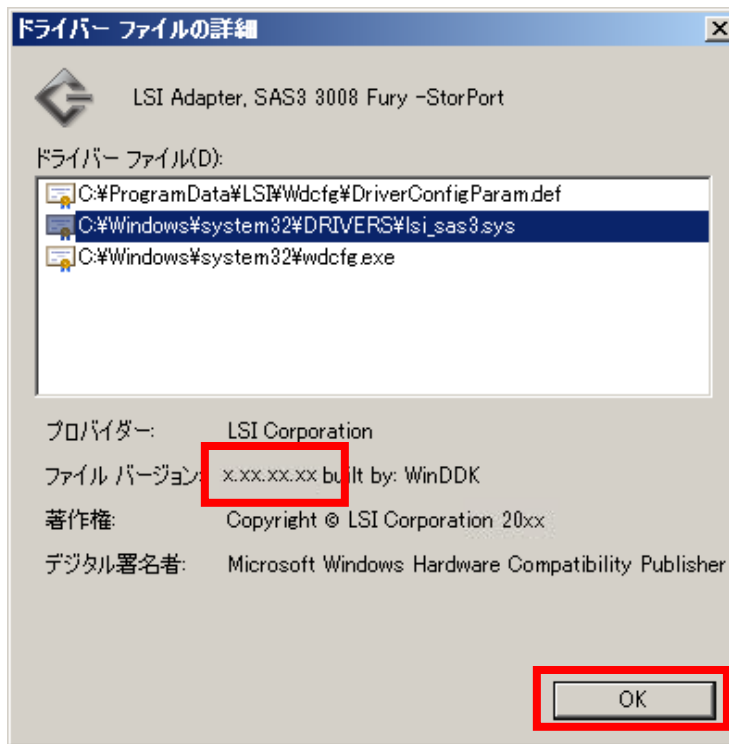 ドライバー ファイルの詳細
LSI Adapter, SAS3 3008 Fury -StorPort
ドライバー ファイル(D):
C:¥ProgramData¥LSI¥Wdcfg¥DriverConfigParam.def
C:¥Windows¥system32¥DRIVERS¥lsi_sas3.sys
C:¥Windows¥system32¥wdcfg.exe
プロバイダー: LSI Corporation
ファイル バージョン: x.xx.xx.xx built by: WinDDK
著作権: Copyright © LSI Corporation 20xx
デジタル署名者: Microsoft Windows Hardware Compatibility Publisher
OK